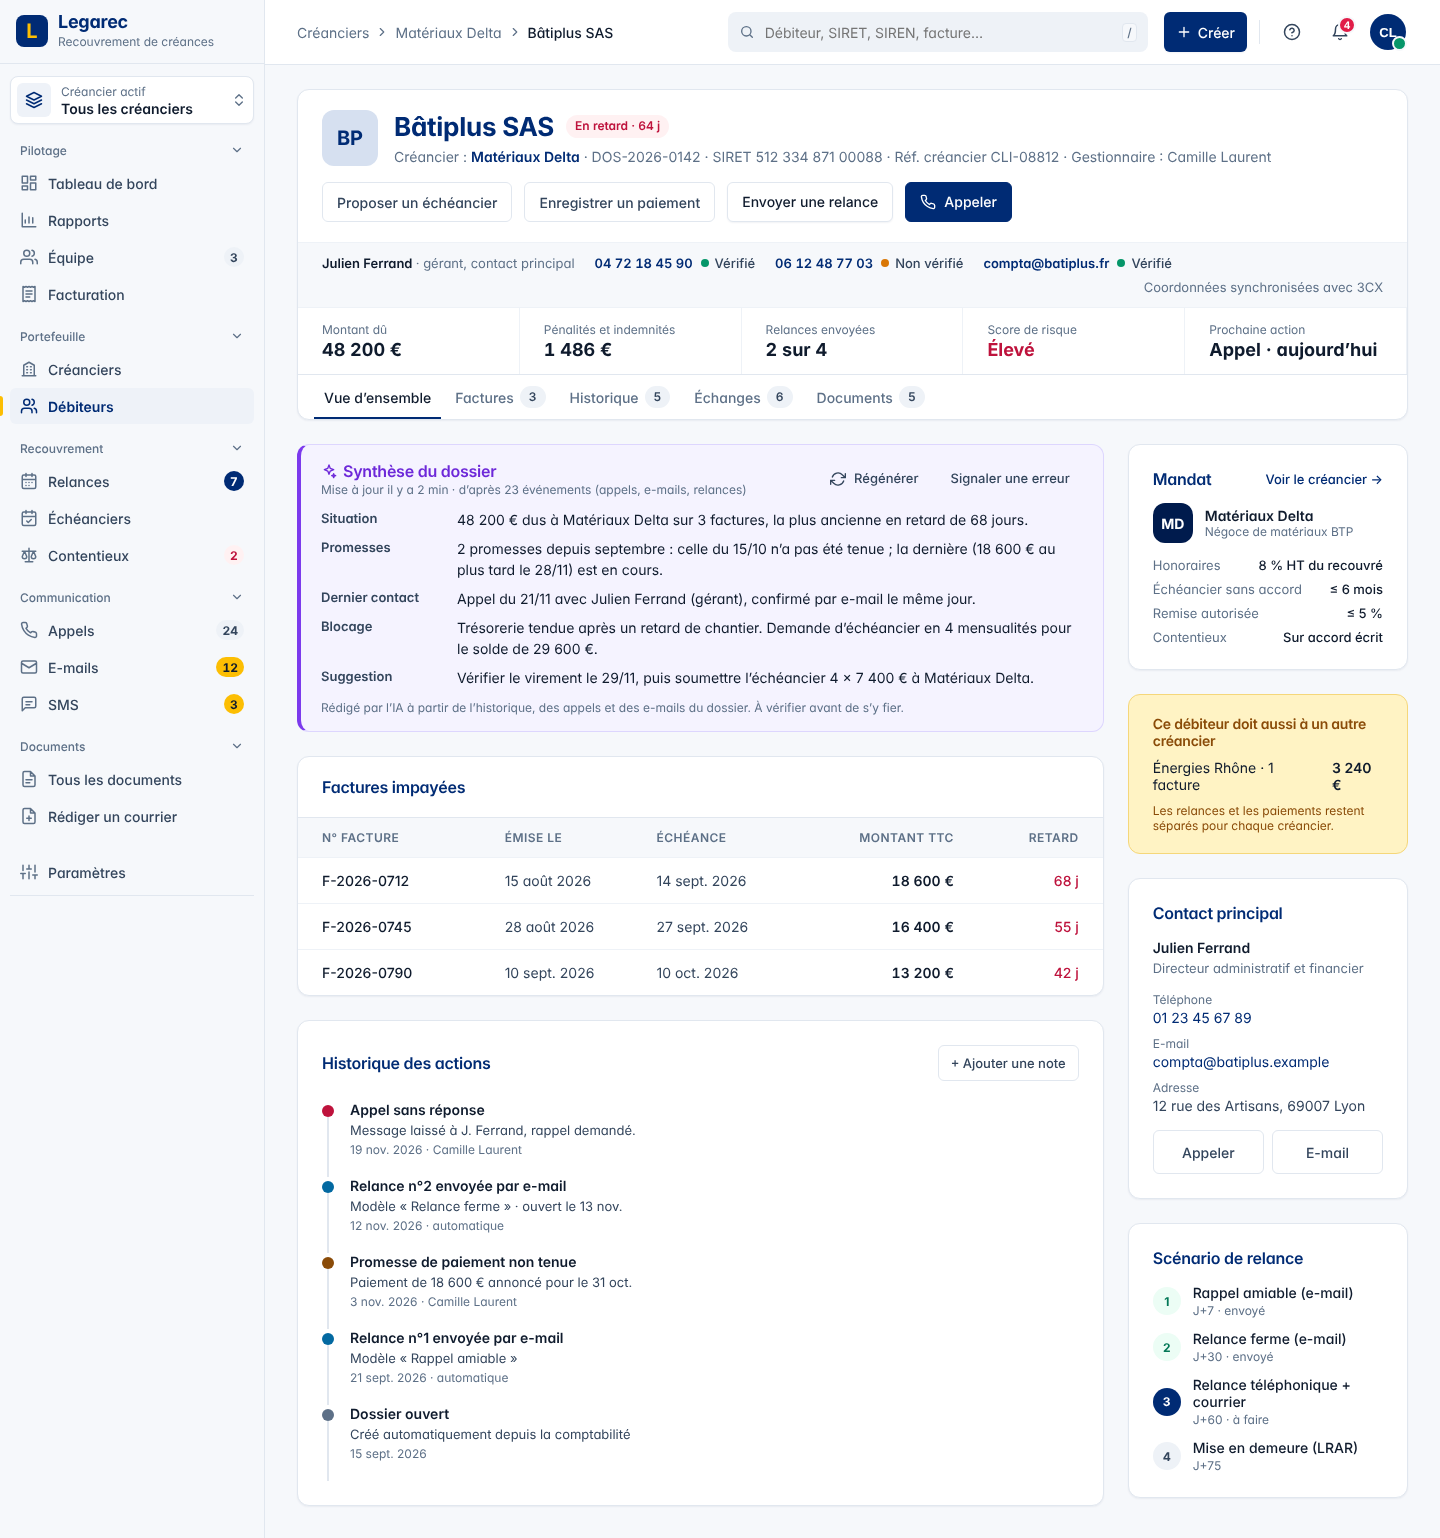 L Legarec
Recouvrement de créances
Créancier actif
Tous les créanciers
Pilotage
Tableau de bord
Rapports
Équipe 3
Facturation
Portefeuille
Créanciers
Débiteurs
Recouvrement
Relances 7
Échéanciers
Contentieux 2
Communication
Appels 24
E-mails 12
SMS 3
Documents
Tous les documents
Rédiger un courrier
Paramètres
Créanciers > Matériaux Delta > Bâtiplus SAS
Débiteur, SIRET, SIREN, facture... /
+ Créer
4
CL
BP
Bâtiplus SAS En retard · 64 j
Créancier : Matériaux Delta · DOS-2026-0142 · SIRET 512 334 871 00088 · Réf. créancier CLI-08812 · Gestionnaire : Camille Laurent
Proposer un échéancier Enregistrer un paiement Envoyer une relance Appeler
Julien Ferrand · gérant, contact principal 04 72 18 45 90 Vérifié 06 12 48 77 03 Non vérifié compta@batiplus.fr Vérifié
Coordonnées synchronisées avec 3CX
Montant dû
48 200 €
Pénalités et indemnités
1 486 €
Relances envoyées
2 sur 4
Score de risque
Élevé
Prochaine action
Appel · aujourd’hui
Vue d’ensemble Factures 3 Historique 5 Échanges 6 Documents 5
Synthèse du dossier
Mise à jour il y a 2 min · d’après 23 événements (appels, e-mails, relances)
Régénérer Signaler une erreur
Situation 48 200 € dus à Matériaux Delta sur 3 factures, la plus ancienne en retard de 68 jours.
Promesses 2 promesses depuis septembre : celle du 15/10 n’a pas été tenue ; la dernière (18 600 € au
plus tard le 28/11) est en cours.
Dernier contact Appel du 21/11 avec Julien Ferrand (gérant), confirmé par e-mail le même jour.
Blocage Trésorerie tendue après un retard de chantier. Demande d’échéancier en 4 mensualités pour
le solde de 29 600 €.
Suggestion Vérifier le virement le 29/11, puis soumettre l’échéancier 4 × 7 400 € à Matériaux Delta.
Rédigé par l’IA à partir de l’historique, des appels et des e-mails du dossier. À vérifier avant de s’y fier.
Factures impayées
N° FACTURE ÉMISE LE ÉCHÉANCE MONTANT TTC RETARD
F-2026-0712 15 août 2026 14 sept. 2026 18 600 € 68 j
F-2026-0745 28 août 2026 27 sept. 2026 16 400 € 55 j
F-2026-0790 10 sept. 2026 10 oct. 2026 13 200 € 42 j
Historique des actions + Ajouter une note
Appel sans réponse
Message laissé à J. Ferrand, rappel demandé.
19 nov. 2026 · Camille Laurent
Relance n°2 envoyée par e-mail
Modèle « Relance ferme » · ouvert le 13 nov.
12 nov. 2026 · automatique
Promesse de paiement non tenue
Paiement de 18 600 € annoncé pour le 31 oct.
3 nov. 2026 · Camille Laurent
Relance n°1 envoyée par e-mail
Modèle « Rappel amiable »
21 sept. 2026 · automatique
Dossier ouvert
Créé automatiquement depuis la comptabilité
15 sept. 2026
Mandat Voir le créancier →
MD
Matériaux Delta
Négoce de matériaux BTP
Honoraires 8 % HT du recouvré
Échéancier sans accord ≤ 6 mois
Remise autorisée ≤ 5 %
Contentieux Sur accord écrit
Ce débiteur doit aussi à un autre
créancier
Énergies Rhône · 1 3 240
facture €
Les relances et les paiements restent
séparés pour chaque créancier.
Contact principal
Julien Ferrand
Directeur administratif et financier
Téléphone
01 23 45 67 89
E-mail
compta@batiplus.example
Adresse
12 rue des Artisans, 69007 Lyon
Appeler E-mail
Scénario de relance
1 Rappel amiable (e-mail)
J+7 · envoyé
2 Relance ferme (e-mail)
J+30 · envoyé
3 Relance téléphonique +
courrier
J+60 · à faire
4 Mise en demeure (LRAR)
J+75